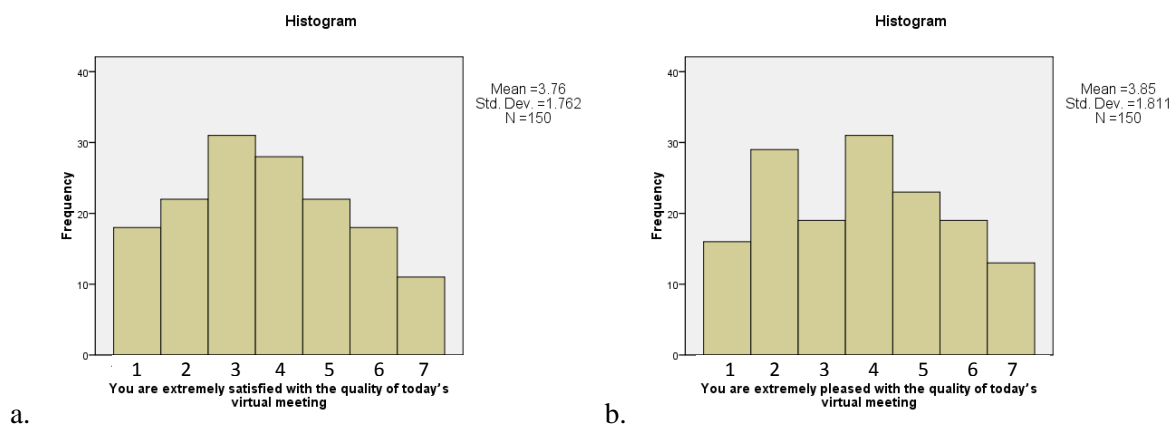 Histogram
Mean =3.76
Std. Dev. =1.762
N =150
40
30
20
10
0
Frequency
1 2 3 4 5 6 7
You are extremely satisfied with the quality of today's
virtual meeting
a.
Histogram
Mean =3.85
Std. Dev. =1.811
N =150
40
30
20
10
0
Frequency
1 2 3 4 5 6 7
You are extremely pleased with the quality of today's
virtual meeting
b.